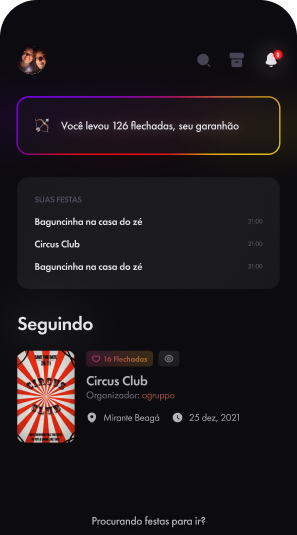 Você levou 126 flechadas, seu garanhão
SUAS FESTAS
Baguncinha na casa do zé 21:00
Circus Club 21:00
Baguncinha na casa do zé 21:00
Seguindo
CIRCUS
CLUB
16 Flechadas
Circus Club
Organizador: ogruppo
Mirante Beagá 25 dez, 2021
Procurando festas para ir?